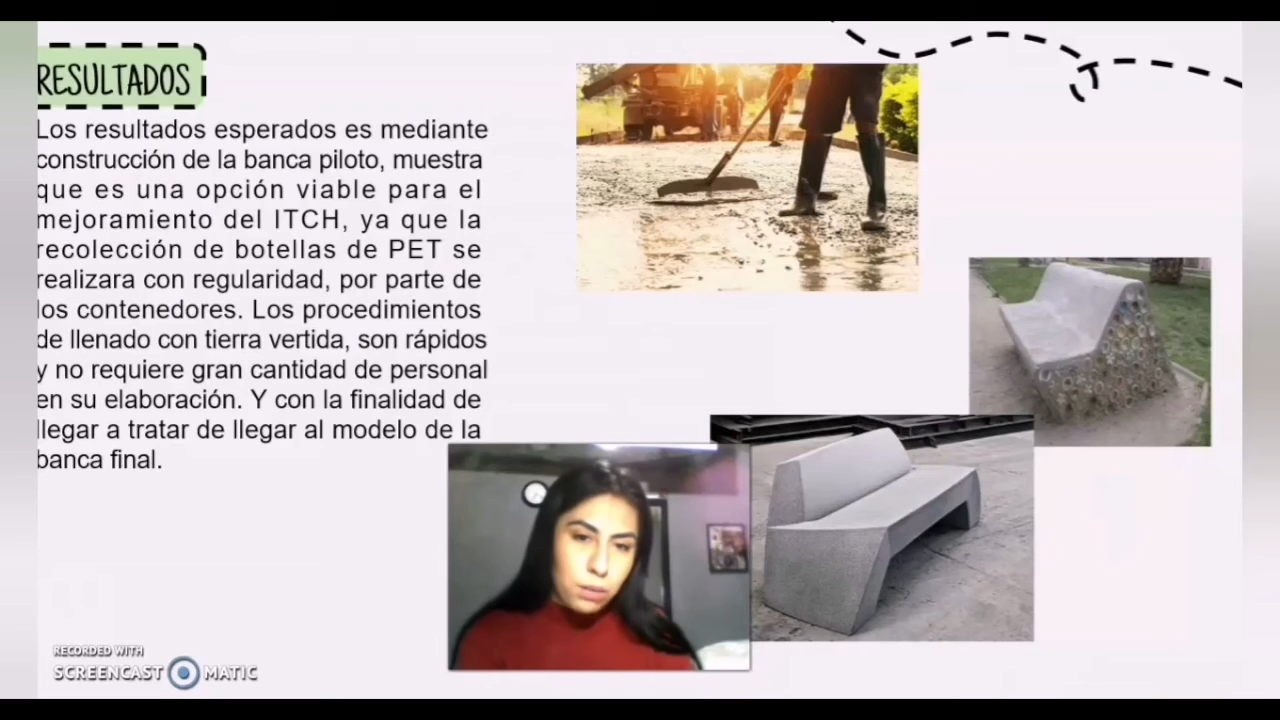 RESULTADOS
Los resultados esperados es mediante
construcción de la banca piloto, muestra
que es una opción viable para el
mejoramiento del ITCH, ya que la
recolección de botellas de PET se
realizara con regularidad, por parte de
los contenedores. Los procedimientos
de llenado con tierra vertida, son rápidos
y no requiere gran cantidad de personal
en su elaboración. Y con la finalidad de
llegar a tratar de llegar al modelo de la
banca final.
RECORDED WITH
SCREENCAST MATIC